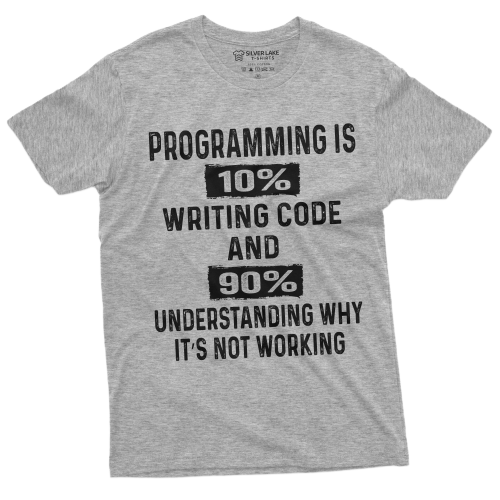 SILVER LAKE
T-SHIRTS
PROGRAMMING IS
10%
WRITING CODE
AND
90%
UNDERSTANDING WHY
IT'S NOT WORKING